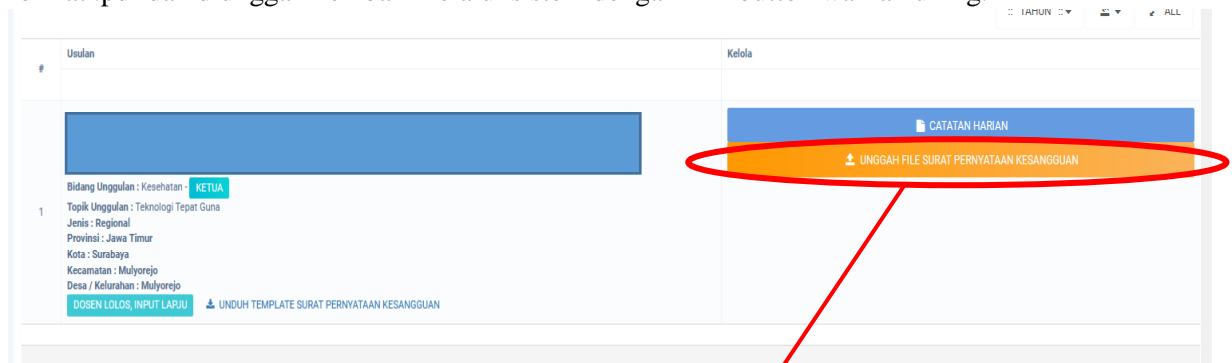 :: TAHUN ::
ALL
#
Usulan
Kelola
CATATAN HARIAN
UNGGAH FILE SURAT PERNYATAAN KESANGGUAN
Bidang Unggulan : Kesehatan - KETUA
1
Topik Unggulan : Teknologi Tepat Guna
Jenis : Regional
Provinsi : Jawa Timur
Kota : Surabaya
Kecamatan : Mulyorejo
Desa / Kelurahan : Mulyorejo
DOSEN LOLOS, INPUT LAPJU
UNDUH TEMPLATE SURAT PERNYATAAN KESANGGUAN